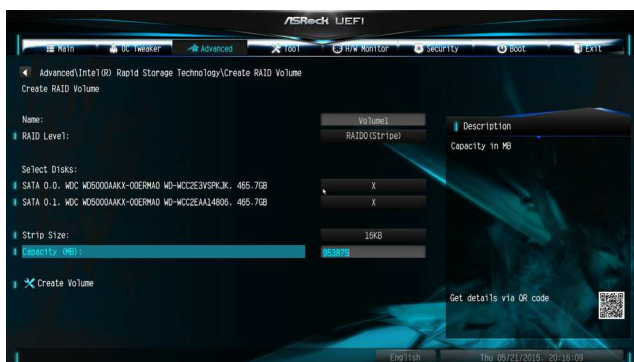 ASRock UEFI
Main OC Tweaker Advanced Tool H/W Monitor Security Boot Exit
Advanced\Intel(R) Rapid Storage Technology\Create RAID Volume
Create RAID Volume
Name: Volume1
RAID Level: RAID0(Stripe)
Select Disks:
SATA 0.0. WDC WD5000AAKX-00ERMA0 WD-WCC2E3VSPKJK. 465.7GB X
SATA 0.1. WDC WD5000AAKX-00ERMA0 WD-WCC2EAA14806. 465.7GB X
Strip Size: 16KB
Capacity (MB): 953875
Create Volume
Description
Capacity in MB
Get details via QR code
English Thu 05/21/2015. 20:16:09